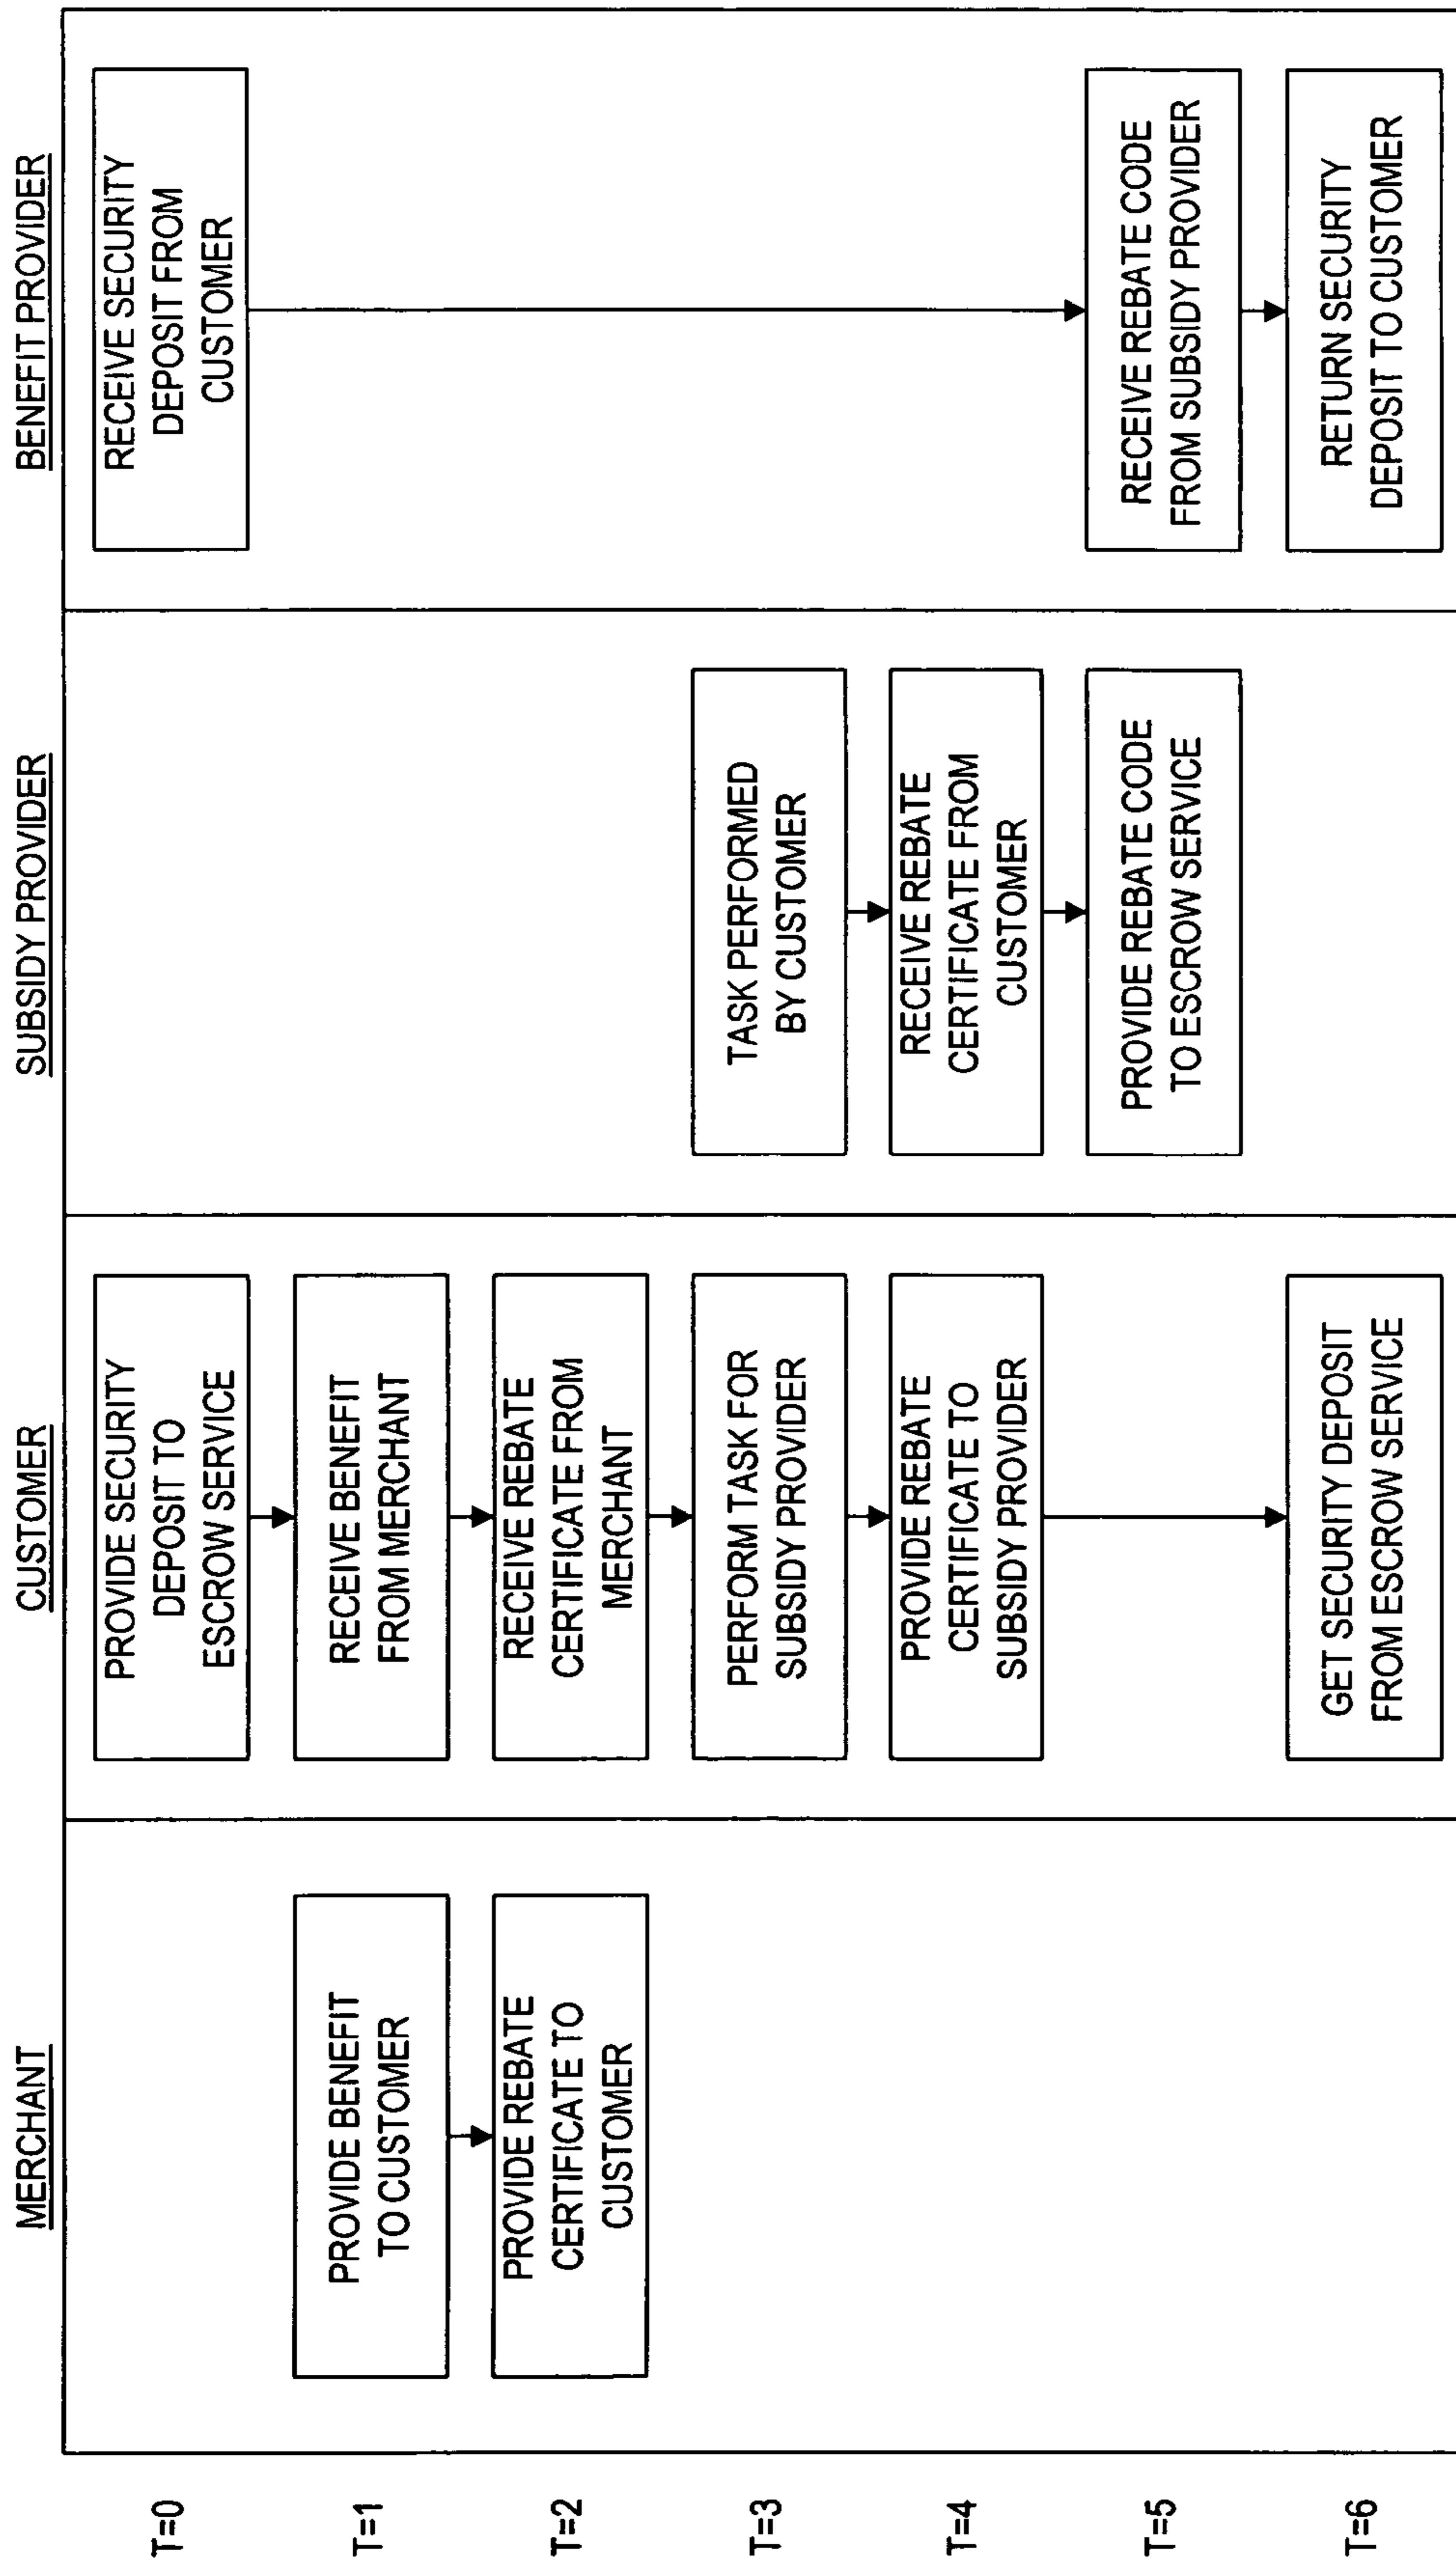 MERCHANT
CUSTOMER
SUBSIDY PROVIDER
BENEFIT PROVIDER
T=0
PROVIDE SECURITY
DEPOSIT TO
ESCROW SERVICE
RECEIVE SECURITY
DEPOSIT FROM
CUSTOMER
T=1
PROVIDE BENEFIT
TO CUSTOMER
RECEIVE BENEFIT
FROM MERCHANT
T=2
PROVIDE REBATE
CERTIFICATE TO
CUSTOMER
RECEIVE REBATE
CERTIFICATE FROM
MERCHANT
T=3
PERFORM TASK FOR
SUBSIDY PROVIDER
TASK PERFORMED
BY CUSTOMER
T=4
PROVIDE REBATE
CERTIFICATE TO
SUBSIDY PROVIDER
RECEIVE REBATE
CERTIFICATE FROM
CUSTOMER
T=5
PROVIDE REBATE CODE
TO ESCROW SERVICE
RECEIVE REBATE CODE
FROM SUBSIDY PROVIDER
T=6
GET SECURITY DEPOSIT
FROM ESCROW SERVICE
RETURN SECURITY
DEPOSIT TO CUSTOMER